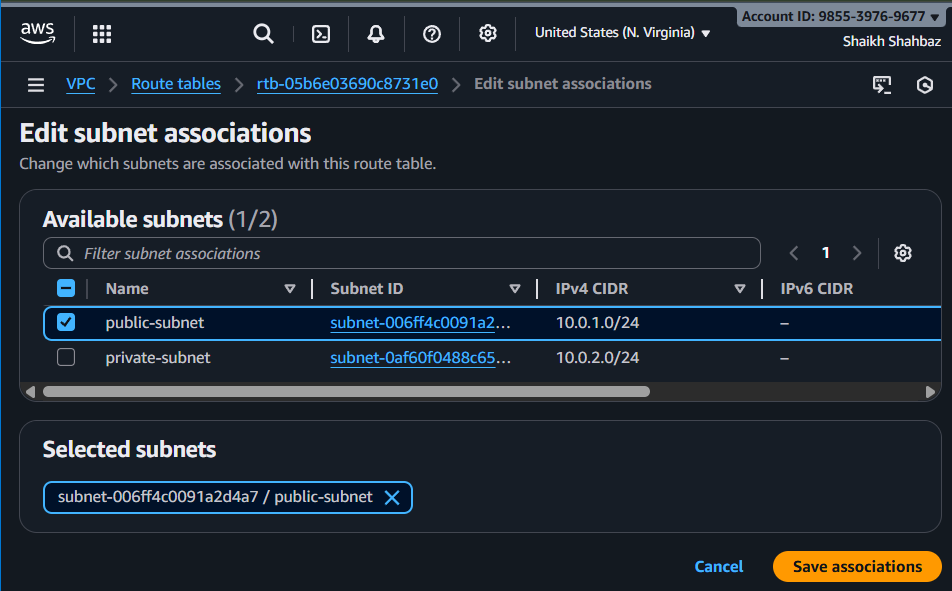 aws
United States (N. Virginia)
Account ID: 9855-3976-9677
Shaikh Shahbaz
VPC
Route tables
rtb-05b6e03690c8731e0
Edit subnet associations
Edit subnet associations
Change which subnets are associated with this route table.
Available subnets (1/2)
Filter subnet associations
1
Name Subnet ID IPv4 CIDR IPv6 CIDR
public-subnet subnet-006ff4c0091a2... 10.0.1.0/24 –
private-subnet subnet-0af60f0488c65... 10.0.2.0/24 –
Selected subnets
subnet-006ff4c0091a2d4a7 / public-subnet
Cancel
Save associations